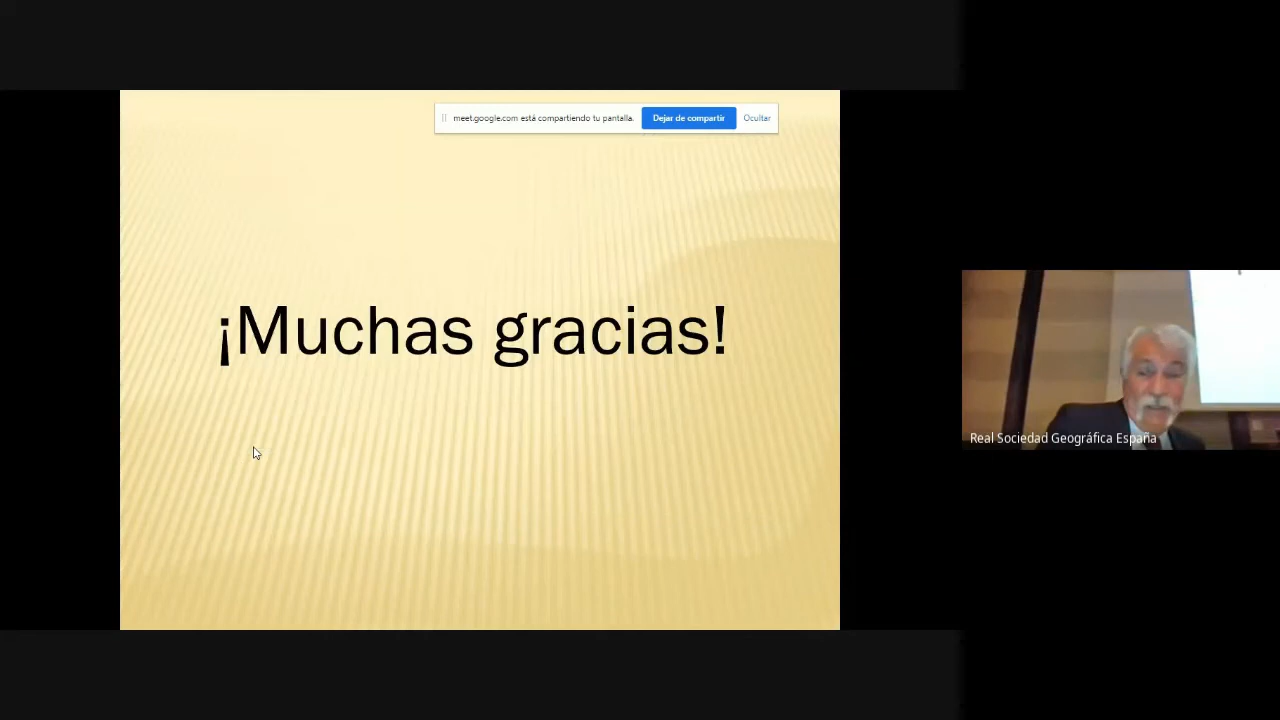 meet.google.com está compartiendo tu pantalla.
Dejar de compartir
Ocultar
¡Muchas gracias!
Real Sociedad Geográfica España